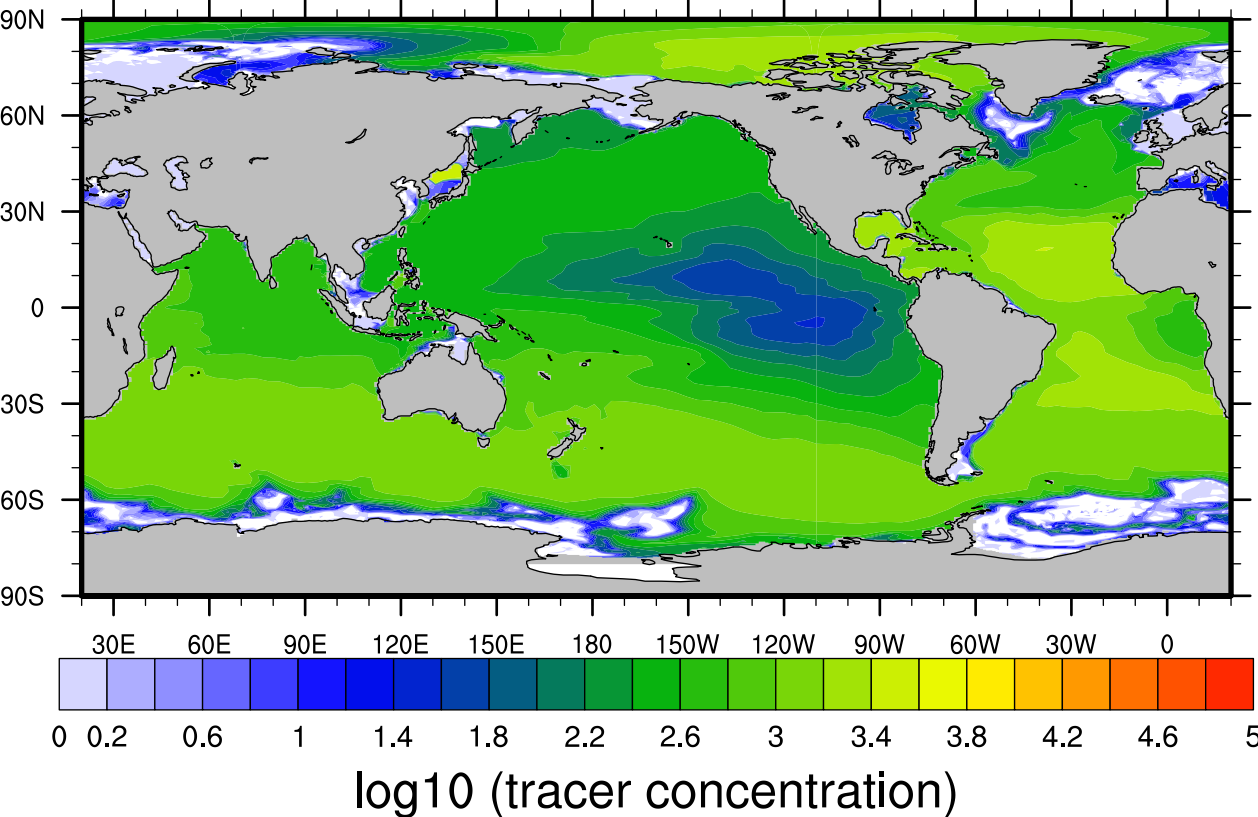 90N
60N
30N
0
30S
60S
90S
30E 60E 90E 120E 150E 180 150W 120W 90W 60W 30W 0
0 0.2 0.6 1 1.4 1.8 2.2 2.6 3 3.4 3.8 4.2 4.6 5
log10 (tracer concentration)